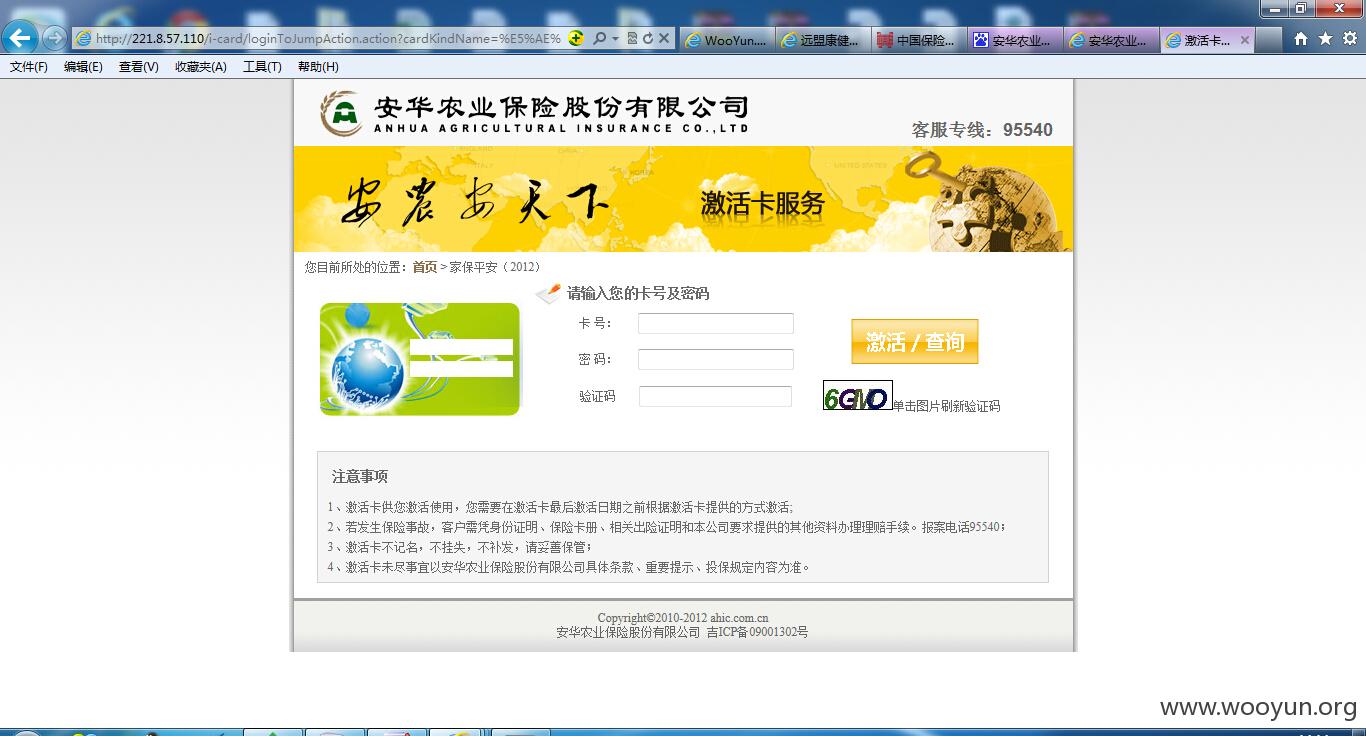 http://221.8.57.110/i-card/loginToJumpAction.action?cardKindName=%E5%AE%
WooYun....
远盟康健...
中国保险...
安华农业...
安华农业...
激活卡...
文件(F) 编辑(E) 查看(V) 收藏夹(A) 工具(T) 帮助(H)
安华农业保险股份有限公司
ANHUA AGRICULTURAL INSURANCE CO.,LTD
客服专线：95540
安农安天下
激活卡服务
您目前所处的位置：首页 > 家保平安（2012）
请输入您的卡号及密码
卡 号：
密 码：
激活 / 查询
验证码
单击图片刷新验证码
注意事项
1、激活卡供您激活使用，您需要在激活卡最后激活日期之前根据激活卡提供的方式激活;
2、若发生保险事故，客户需凭身份证明、保险卡册、相关出险证明和本公司要求提供的其他资料办理理赔手续。报案电话95540；
3、激活卡不记名，不挂失，不补发，请妥善保管；
4、激活卡未尽事宜以安华农业保险股份有限公司具体条款、重要提示、投保规定内容为准。
Copyright©2010-2012 ahic.com.cn
安华农业保险股份有限公司 吉ICP备09001302号
www.wooyun.org